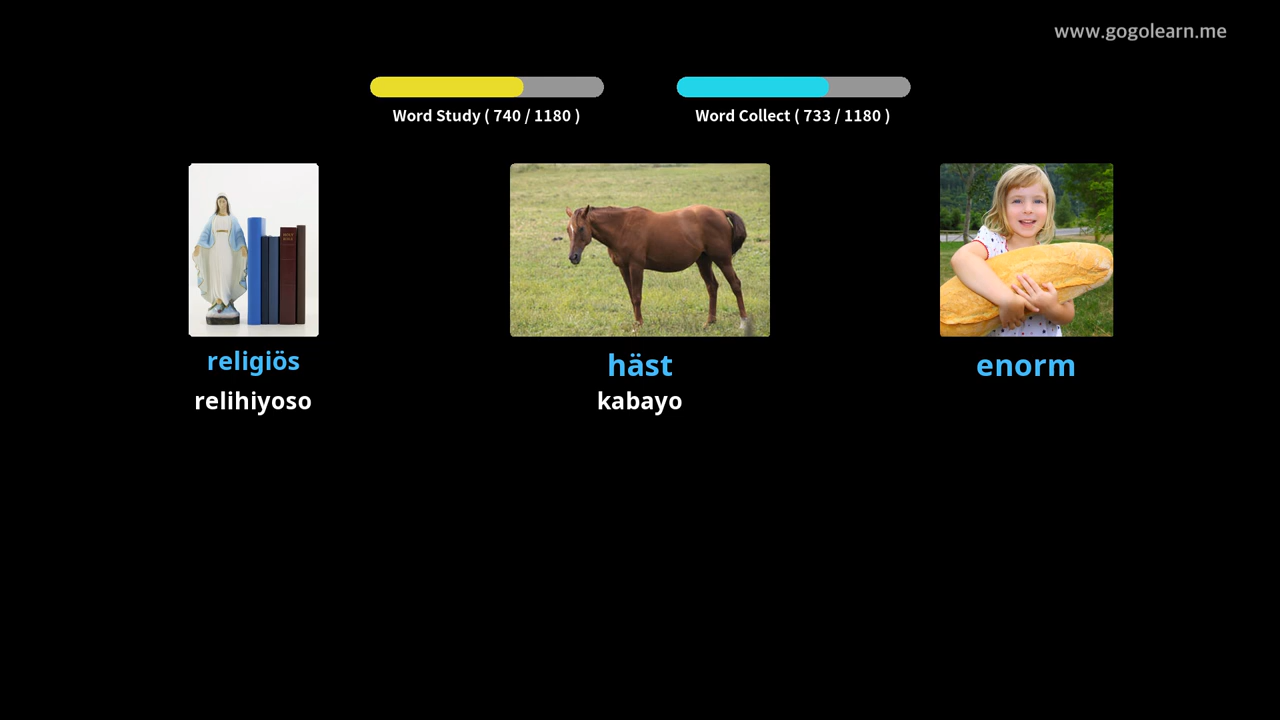 www.gogolearn.me
Word Study ( 740 / 1180 )
Word Collect ( 733 / 1180 )
religiös
relihiyoso
häst
kabayo
enorm